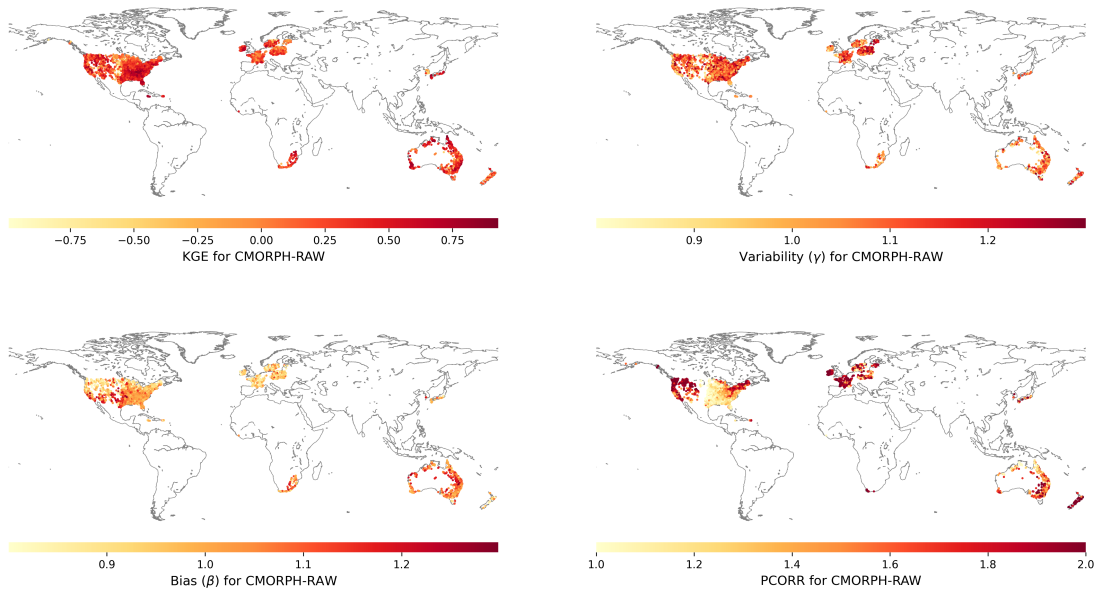 −0.75 −0.50 −0.25 0.00 0.25 0.50 0.75
KGE for CMORPH-RAW
0.9 1.0 1.1 1.2
Variability (γ) for CMORPH-RAW
0.9 1.0 1.1 1.2
Bias (β) for CMORPH-RAW
1.0 1.2 1.4 1.6 1.8 2.0
PCORR for CMORPH-RAW